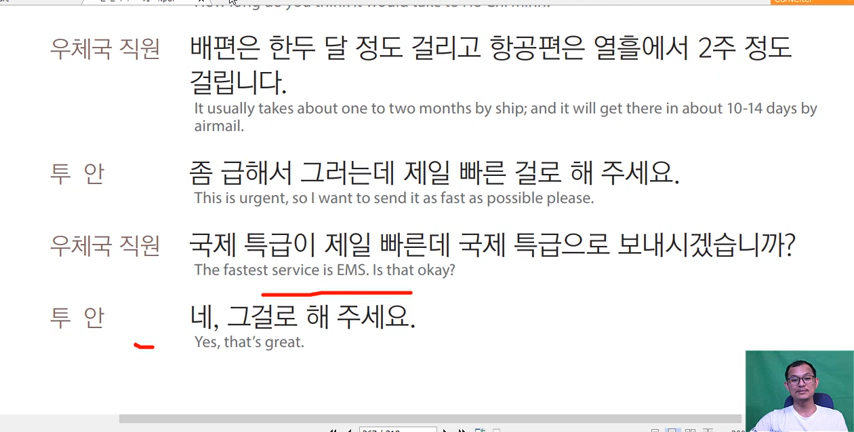 우체국 직원 배편은 한두 달 정도 걸리고 항공편은 열흘에서 2주 정도
걸립니다.
It usually takes about one to two months by ship; and it will get there in about 10-14 days by
airmail.
투 안 좀 급해서 그러는데 제일 빠른 걸로 해 주세요.
This is urgent, so I want to send it as fast as possible please.
우체국 직원 국제 특급이 제일 빠른데 국제 특급으로 보내시겠습니까?
The fastest service is EMS. Is that okay?
투 안 네, 그걸로 해 주세요.
Yes, that's great.